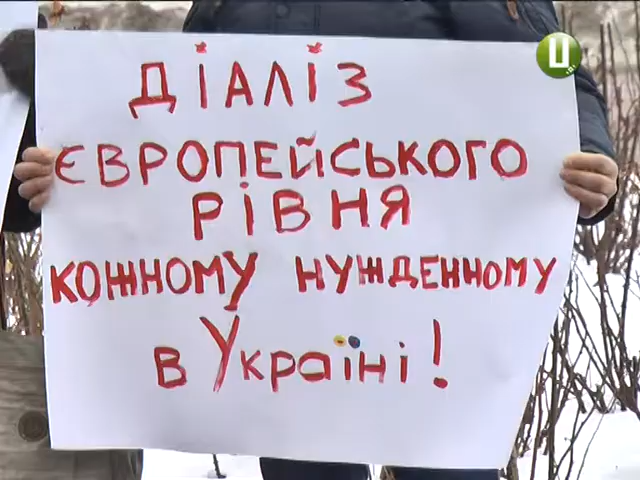 ДІАЛІЗ
ЄВРОПЕЙСЬКОГО
РІВНЯ
КОЖНОМУ НУЖДЕННОМУ
в Україні!
Ц